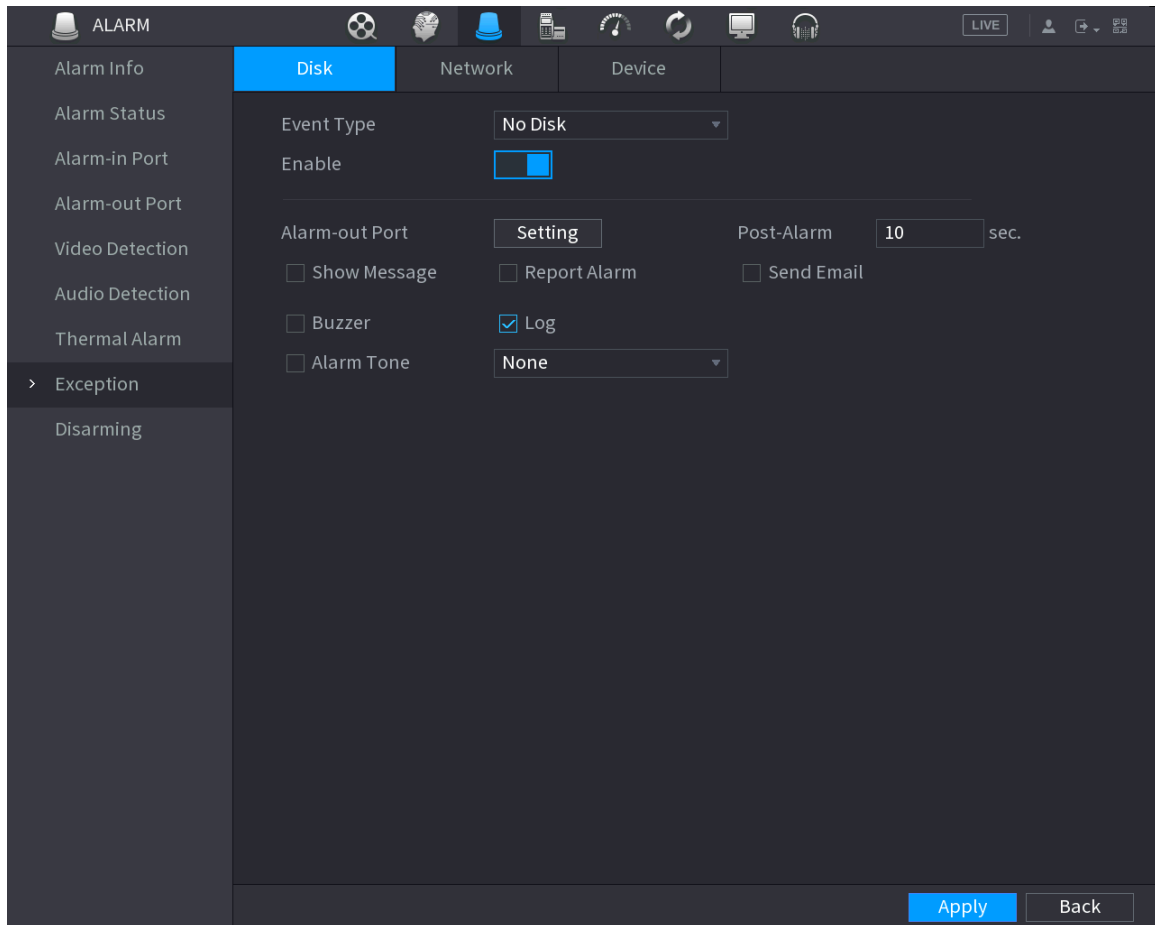 ALARM
LIVE
Alarm Info
Alarm Status
Alarm-in Port
Alarm-out Port
Video Detection
Audio Detection
Thermal Alarm
Exception
Disarming
Disk Network Device
Event Type No Disk
Enable
Alarm-out Port Setting Post-Alarm 10 sec.
Show Message Report Alarm Send Email
Buzzer Log
Alarm Tone None
Apply Back